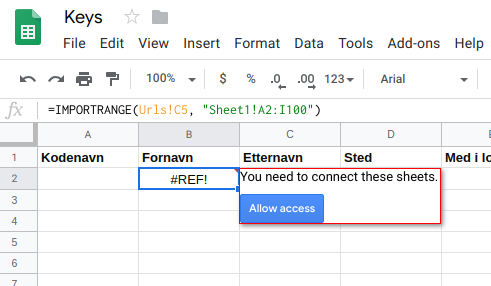 Keys
File Edit View Insert Format Data Tools Add-ons Help
100% $ % .0 .00 123 Arial
fx =IMPORTRANGE(Urls!C5, "Sheet1!A2:I100")
A B C D
1 Kodenavn Fornavn Etternavn Sted Med i lo
2 #REF! You need to connect these sheets.
3 Allow access
4
5
6
7